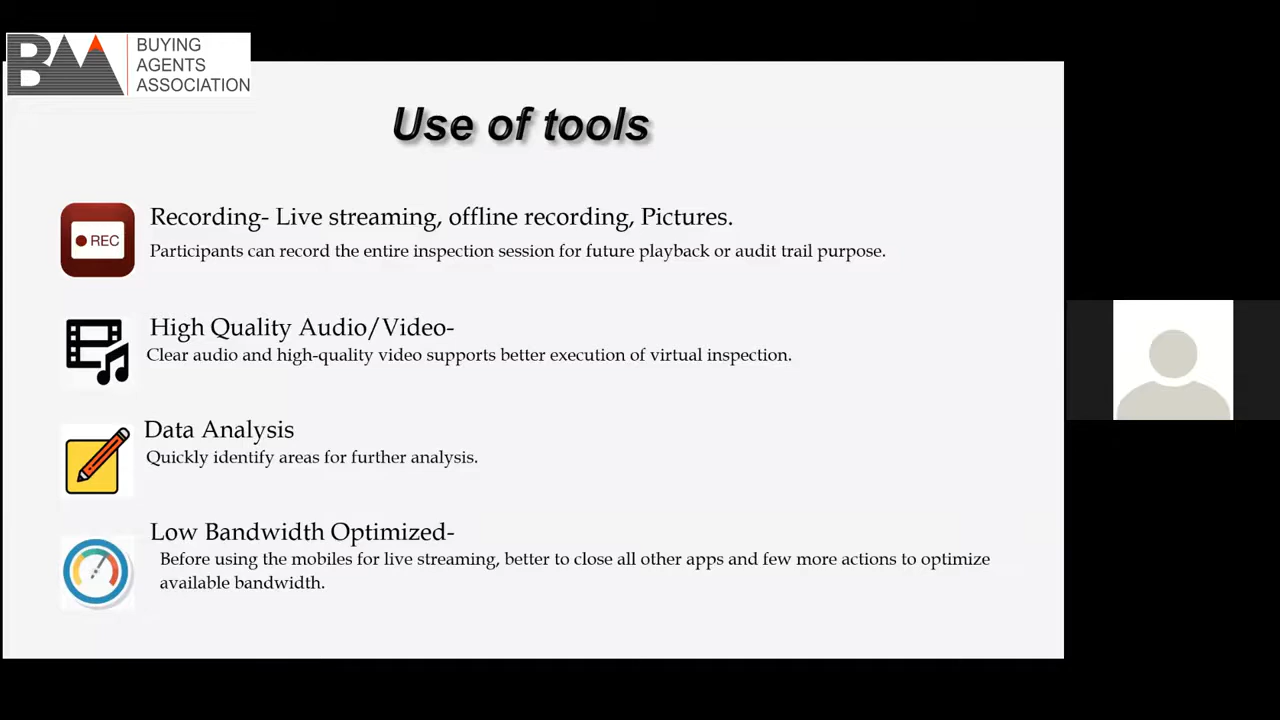 BMA
BUYING
AGENTS
ASSOCIATION
Use of tools
REC
Recording- Live streaming, offline recording, Pictures.
Participants can record the entire inspection session for future playback or audit trail purpose.
High Quality Audio/Video-
Clear audio and high-quality video supports better execution of virtual inspection.
Data Analysis
Quickly identify areas for further analysis.
Low Bandwidth Optimized-
Before using the mobiles for live streaming, better to close all other apps and few more actions to optimize
available bandwidth.